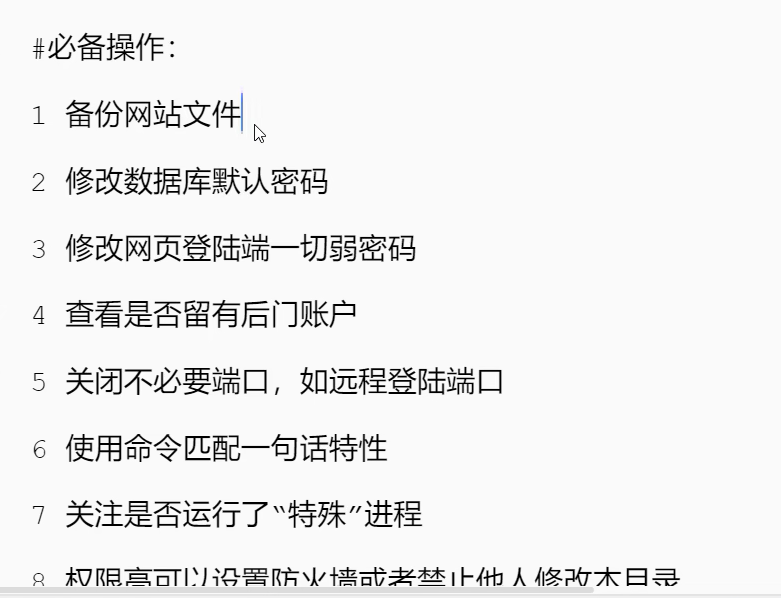 #必备操作：
1 备份网站文件
2 修改数据库默认密码
3 修改网页登陆端一切弱密码
4 查看是否留有后门账户
5 关闭不必要端口，如远程登陆端口
6 使用命令匹配一句话特性
7 关注是否运行了“特殊”进程
8 权限高可以设置防火墙或者禁止他人修改本目录